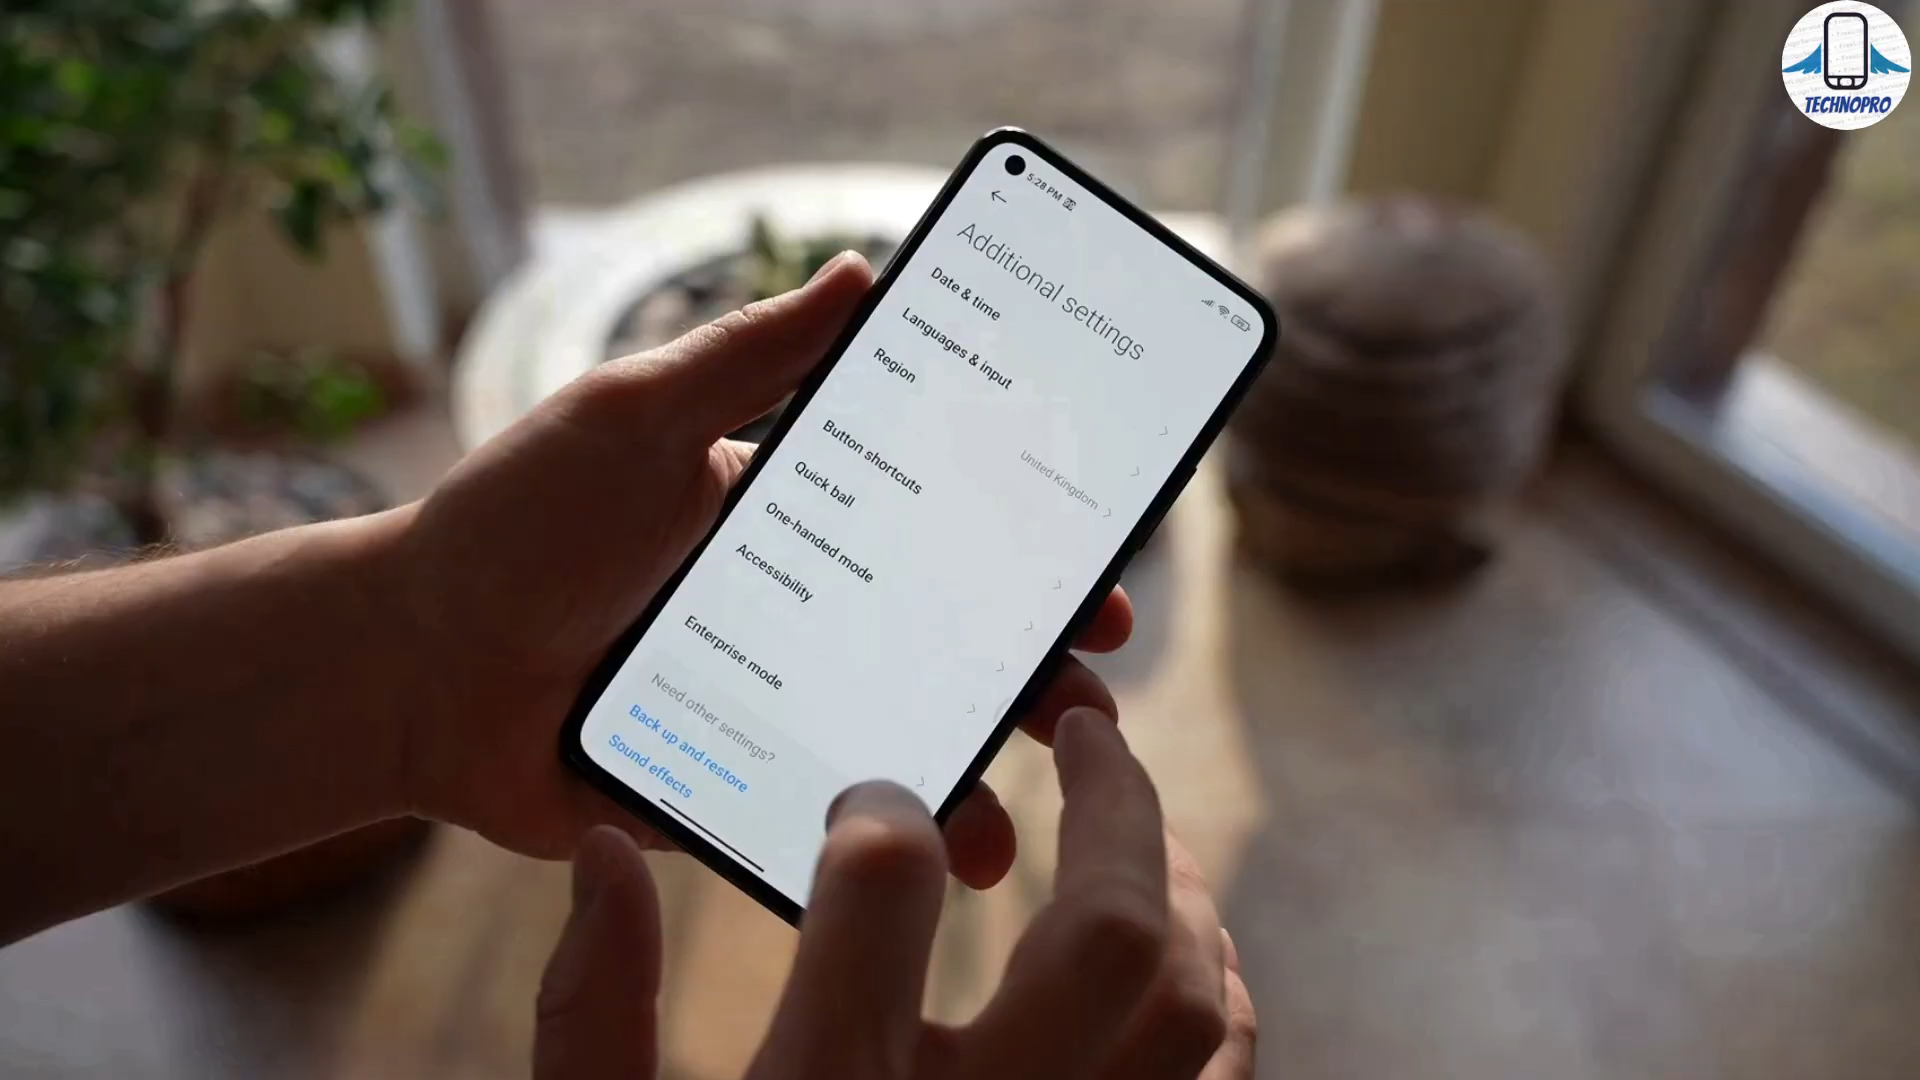 TECHNOPRO
5:28 PM
Additional settings
Date & time
Languages & input
Region
United Kingdom
Button shortcuts
Quick ball
One-handed mode
Accessibility
Enterprise mode
Need other settings?
Back up and restore
Sound effects